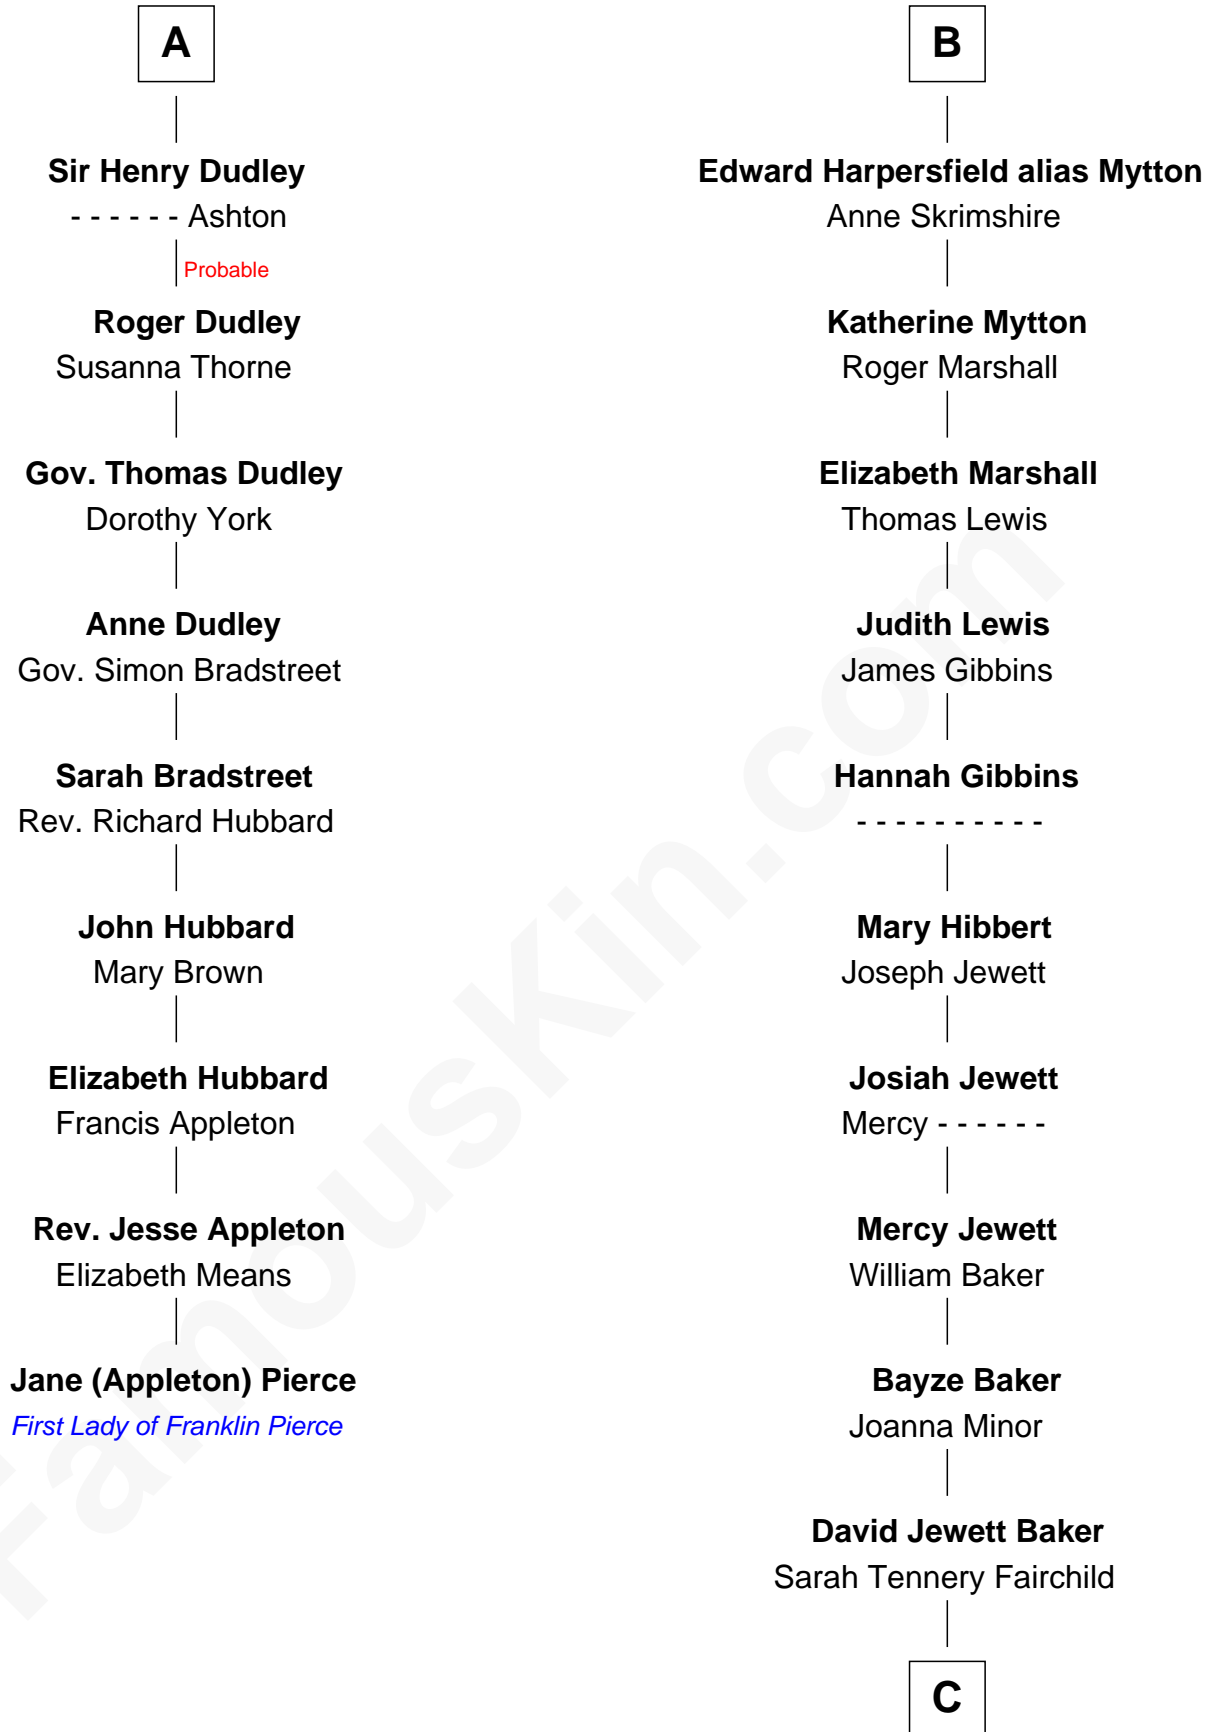 A
Sir Henry Dudley
- - - - - - Ashton
Probable
Roger Dudley
Susanna Thorne
Gov. Thomas Dudley
Dorothy York
Anne Dudley
Gov. Simon Bradstreet
Sarah Bradstreet
Rev. Richard Hubbard
John Hubbard
Mary Brown
Elizabeth Hubbard
Francis Appleton
Rev. Jesse Appleton
Elizabeth Means
Jane (Appleton) Pierce
First Lady of Franklin Pierce
B
Edward Harpersfield alias Mytton
Anne Skrimshire
Katherine Mytton
Roger Marshall
Elizabeth Marshall
Thomas Lewis
Judith Lewis
James Gibbins
Hannah Gibbins
- - - - - - - - - -
Mary Hibbert
Joseph Jewett
Josiah Jewett
Mercy - - - - - -
Mercy Jewett
William Baker
Bayze Baker
Joanna Minor
David Jewett Baker
Sarah Tennery Fairchild
C
FamousKin.com